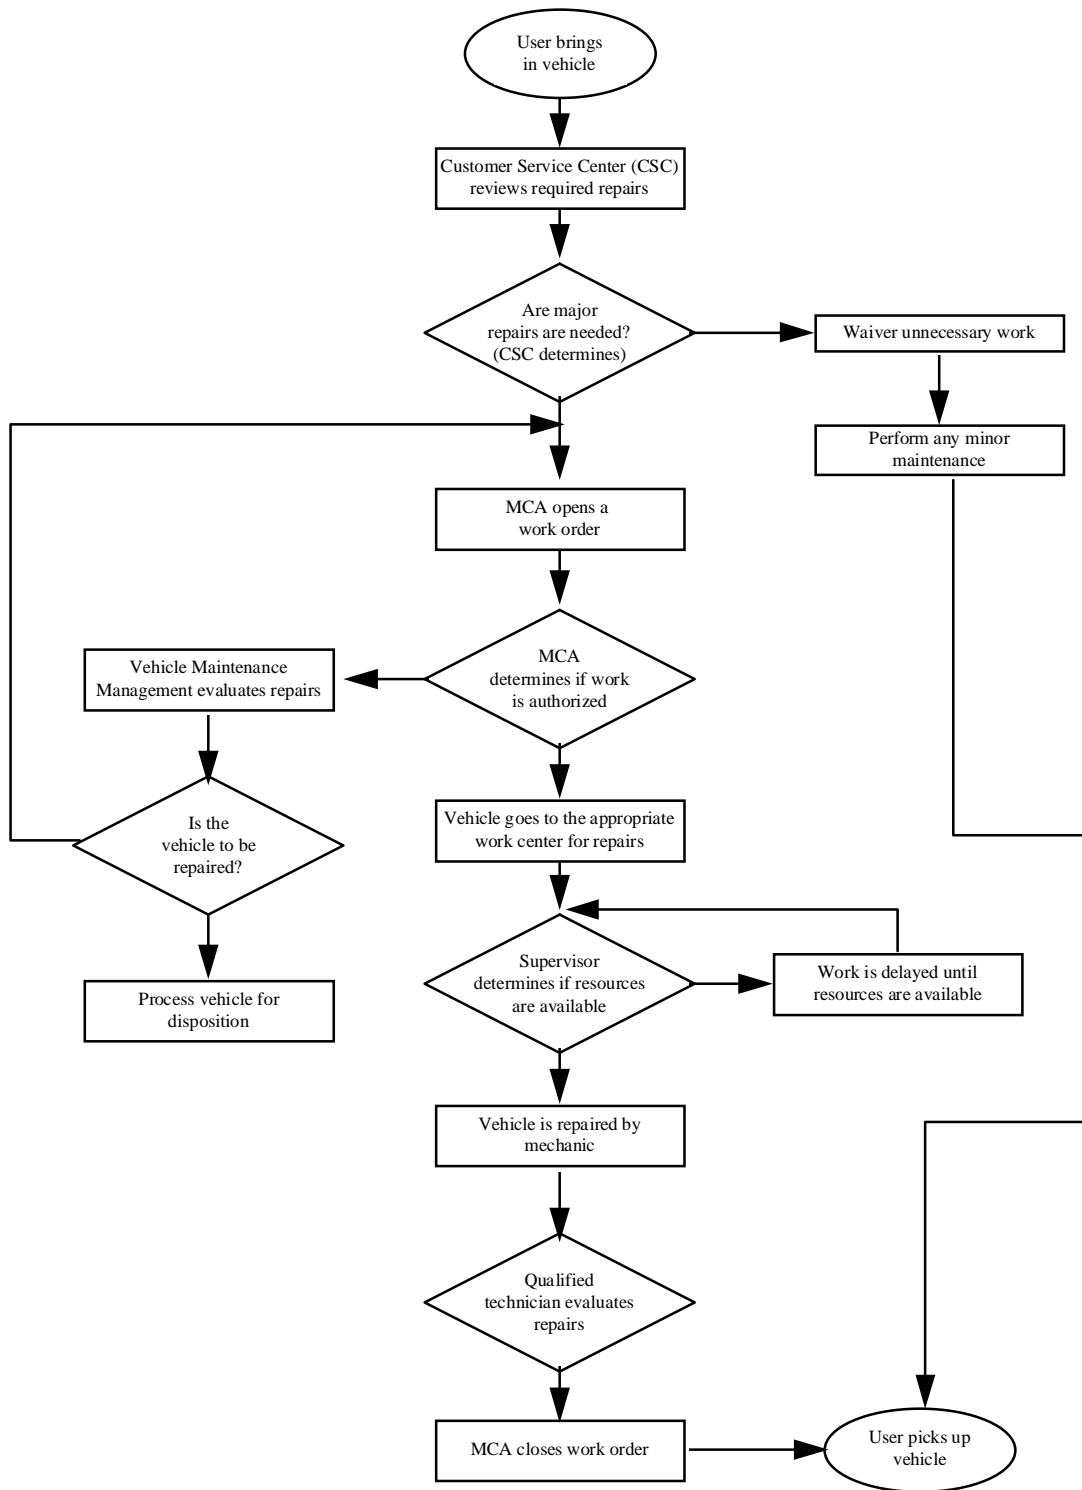 User brings
in vehicle
Customer Service Center (CSC)
reviews required repairs
Are major
repairs are needed?
(CSC determines)
Waiver unnecessary work
Perform any minor
maintenance
MCA opens a
work order
MCA
determines if work
is authorized
Vehicle Maintenance
Management evaluates repairs
Is the
vehicle to be
repaired?
Process vehicle for
disposition
Vehicle goes to the appropriate
work center for repairs
Supervisor
determines if resources
are available
Work is delayed until
resources are available
Vehicle is repaired by
mechanic
Qualified
technician evaluates
repairs
MCA closes work order
User picks up
vehicle